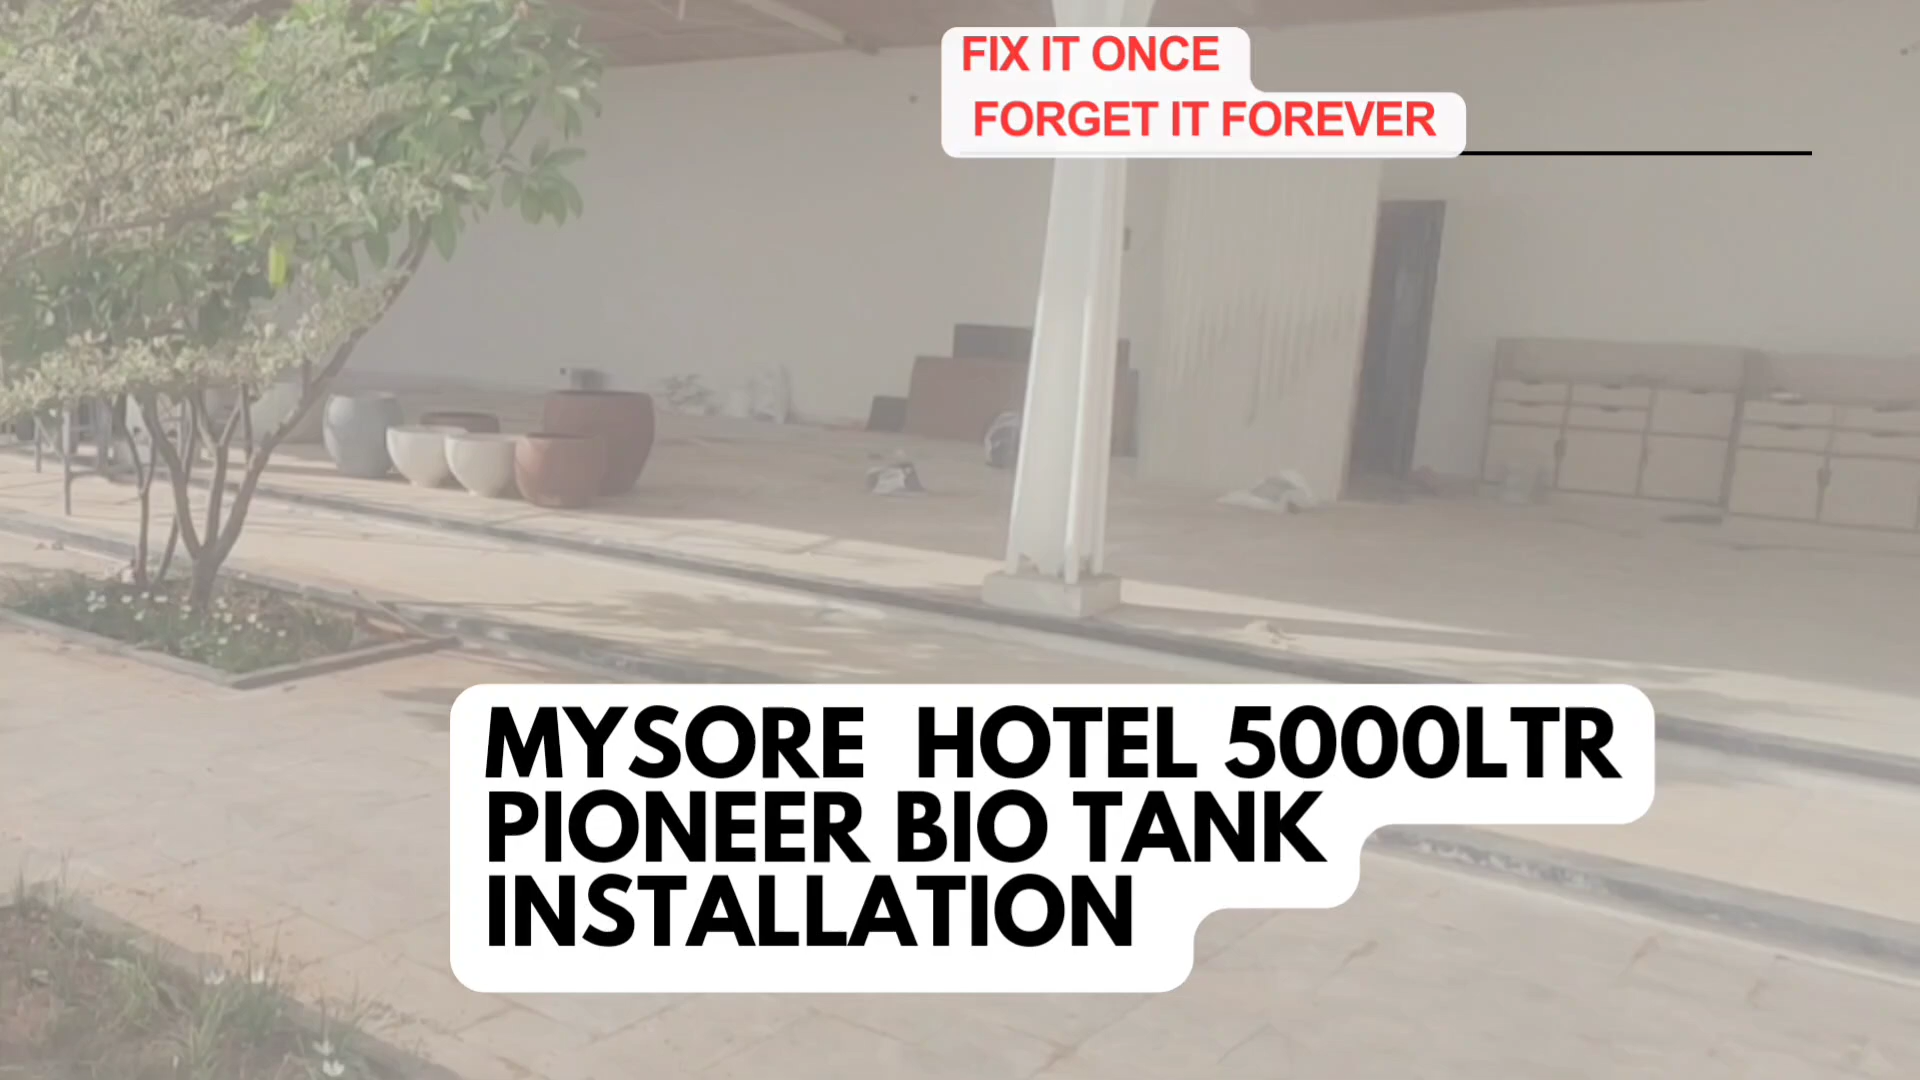 FIX IT ONCE
FORGET IT FOREVER
MYSORE  HOTEL 5000LTR
PIONEER BIO TANK
INSTALLATION